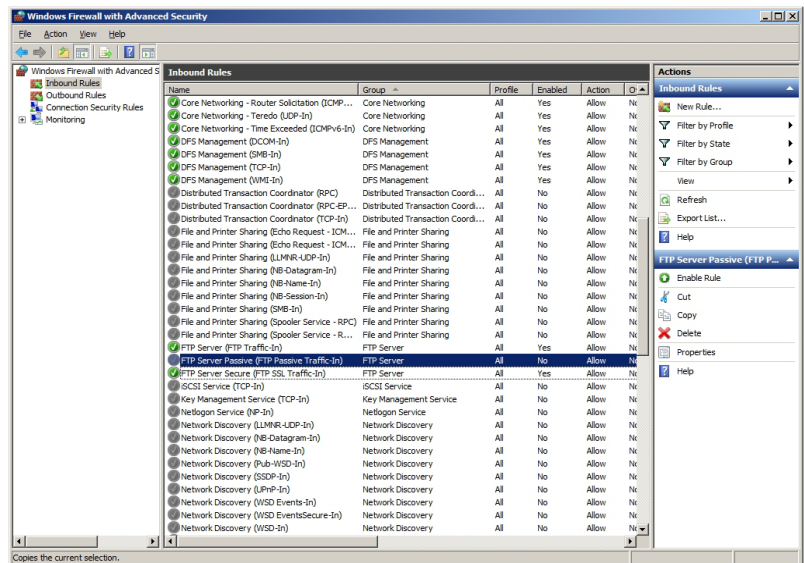 Windows Firewall with Advanced Security
File Action View Help
Windows Firewall with Advanced S
Inbound Rules
Outbound Rules
Connection Security Rules
Monitoring
Inbound Rules
Name Group Profile Enabled Action
Core Networking - Router Solicitation (ICMP... Core Networking All Yes Allow
Core Networking - Teredo (UDP-In) Core Networking All Yes Allow
Core Networking - Time Exceeded (ICMPv6-In) Core Networking All Yes Allow
DFS Management (DCOM-In) DFS Management All Yes Allow
DFS Management (SMB-In) DFS Management All Yes Allow
DFS Management (TCP-In) DFS Management All Yes Allow
DFS Management (WMI-In) DFS Management All Yes Allow
Distributed Transaction Coordinator (RPC) Distributed Transaction Coordi... All No Allow
Distributed Transaction Coordinator (RPC-EP... Distributed Transaction Coordi... All No Allow
Distributed Transaction Coordinator (TCP-In) Distributed Transaction Coordi... All No Allow
File and Printer Sharing (Echo Request - ICM... File and Printer Sharing All No Allow
File and Printer Sharing (Echo Request - ICM... File and Printer Sharing All No Allow
File and Printer Sharing (LLMNR-UDP-In) File and Printer Sharing All No Allow
File and Printer Sharing (NB-Datagram-In) File and Printer Sharing All No Allow
File and Printer Sharing (NB-Name-In) File and Printer Sharing All No Allow
File and Printer Sharing (NB-Session-In) File and Printer Sharing All No Allow
File and Printer Sharing (SMB-In) File and Printer Sharing All No Allow
File and Printer Sharing (Spooler Service - RPC) File and Printer Sharing All No Allow
File and Printer Sharing (Spooler Service - R... File and Printer Sharing All No Allow
FTP Server (FTP Traffic-In) FTP Server All Yes Allow
FTP Server Passive (FTP Passive Traffic-In) FTP Server All No Allow
FTP Server Secure (FTP SSL Traffic-In) FTP Server All Yes Allow
iSCSI Service (TCP-In) iSCSI Service All No Allow
Key Management Service (TCP-In) Key Management Service All No Allow
Netlogon Service (NP-In) Netlogon Service All No Allow
Network Discovery (LLMNR-UDP-In) Network Discovery All No Allow
Network Discovery (NB-Datagram-In) Network Discovery All No Allow
Network Discovery (NB-Name-In) Network Discovery All No Allow
Network Discovery (Pub-WSD-In) Network Discovery All No Allow
Network Discovery (SSDP-In) Network Discovery All No Allow
Network Discovery (UPnP-In) Network Discovery All No Allow
Network Discovery (WSD Events-In) Network Discovery All No Allow
Network Discovery (WSD EventsSecure-In) Network Discovery All No Allow
Network Discovery (WSD-In) Network Discovery All No Allow
Actions
Inbound Rules
New Rule...
Filter by Profile
Filter by State
Filter by Group
View
Refresh
Export List...
Help
FTP Server Passive (FTP P...
Enable Rule
Cut
Copy
Delete
Properties
Help
Copies the current selection.